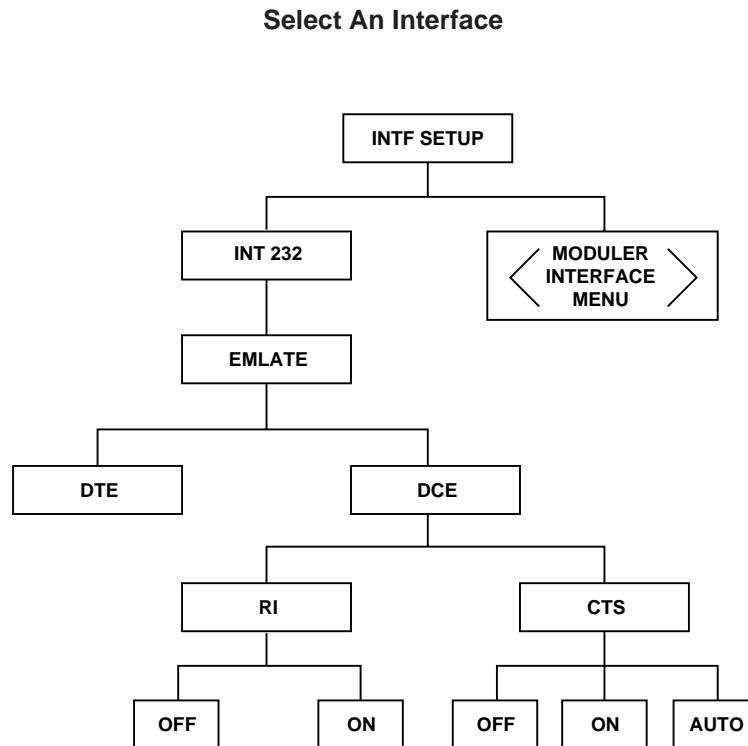 Select An Interface
INTF SETUP
INT 232
MODULER
INTERFACE
MENU
EMLATE
DTE
DCE
RI
CTS
OFF
ON
OFF
ON
AUTO